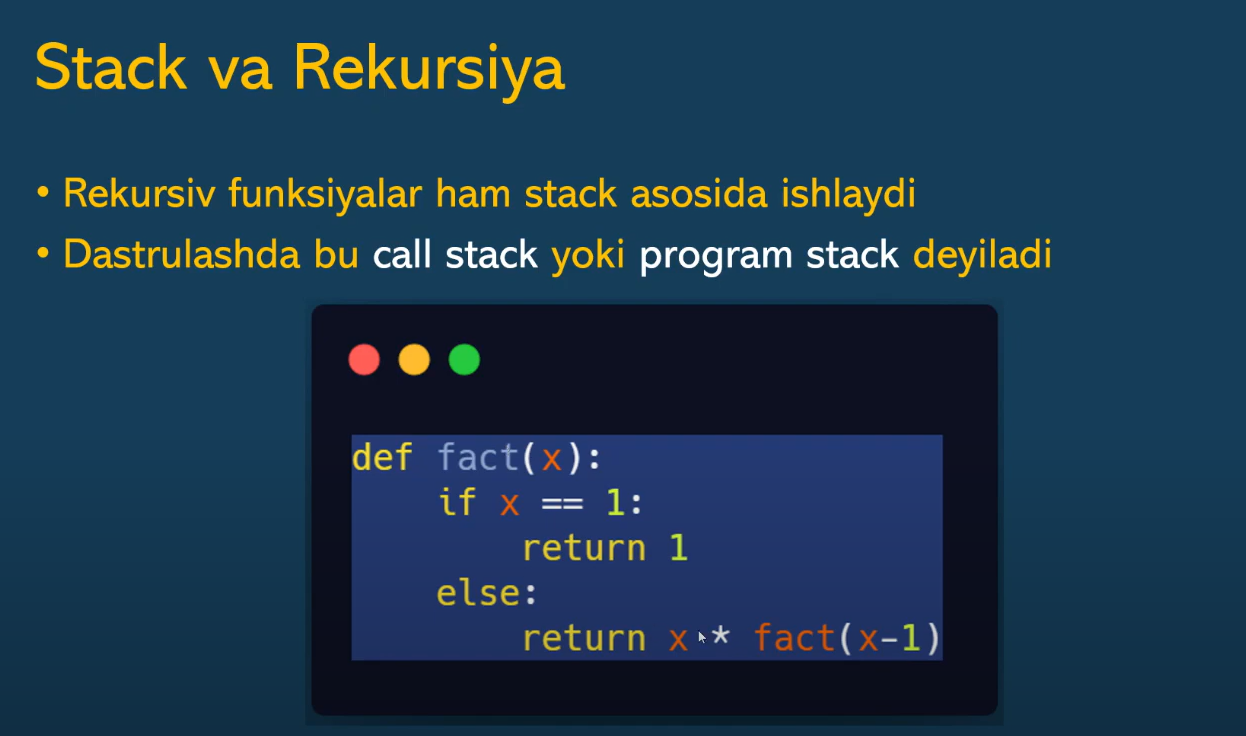 Stack va Rekursiya
• Rekursiv funksiyalar ham stack asosida ishlaydi
• Dastrulashda bu call stack yoki program stack deyiladi
def fact(x):
    if x == 1:
        return 1
    else:
        return x * fact(x-1)